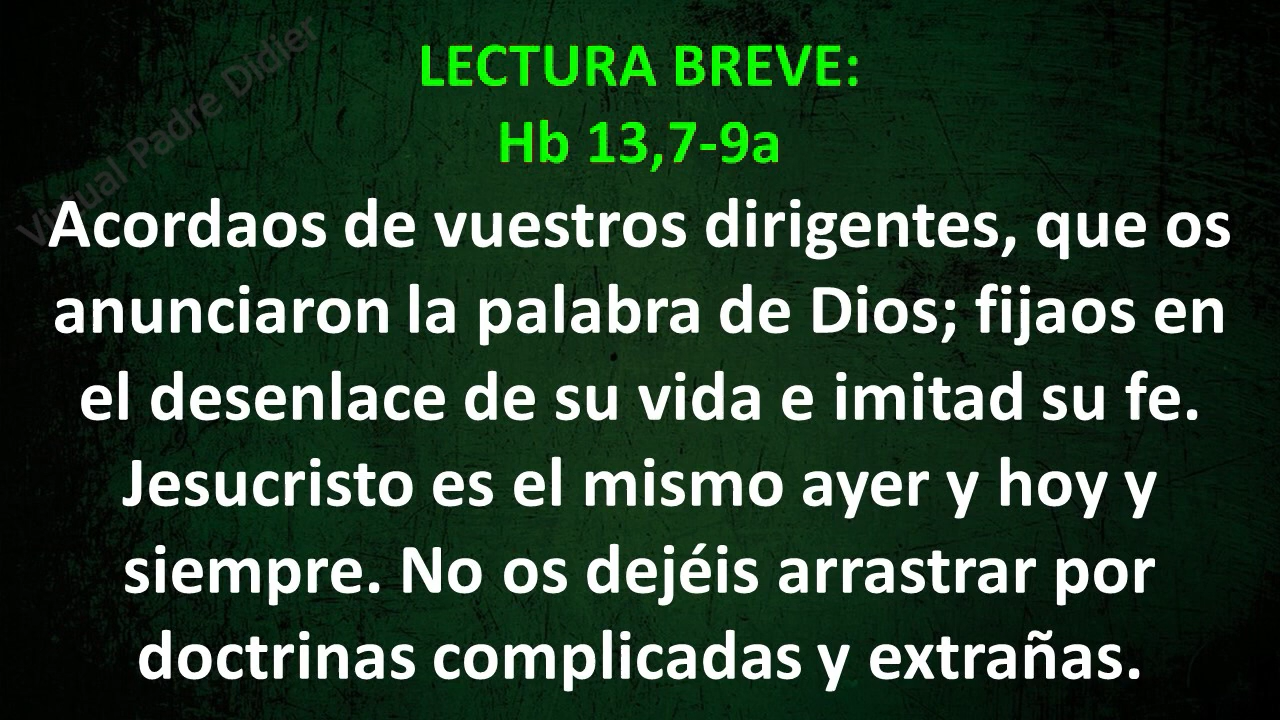 LECTURA BREVE:
Hb 13,7-9a
Acordaos de vuestros dirigentes, que os
anunciaron la palabra de Dios; fijaos en
el desenlace de su vida e imitad su fe.
Jesucristo es el mismo ayer y hoy y
siempre. No os dejéis arrastrar por
doctrinas complicadas y extrañas.
Visual Padre Didier